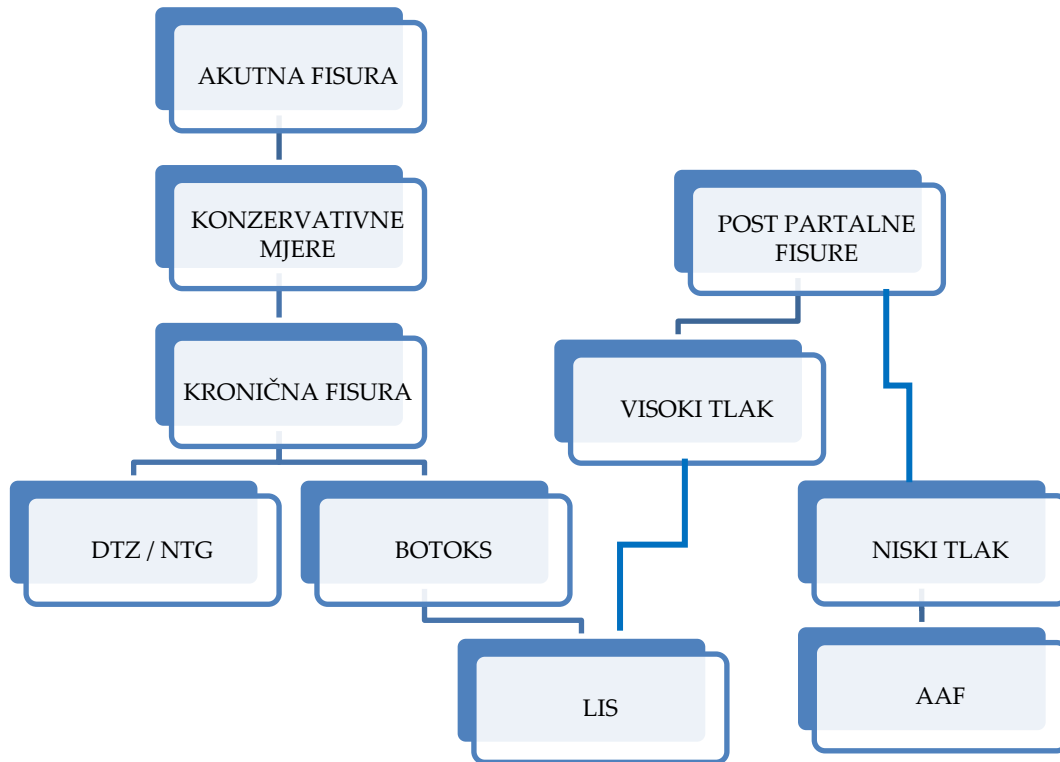 AKUTNA FISURA
KONZERVATIVNE
MJERE
POST PARTALNE
FISURE
KRONIČNA FISURA
VISOKI TLAK
DTZ / NTG
BOTOKS
NISKI TLAK
LIS
AAF